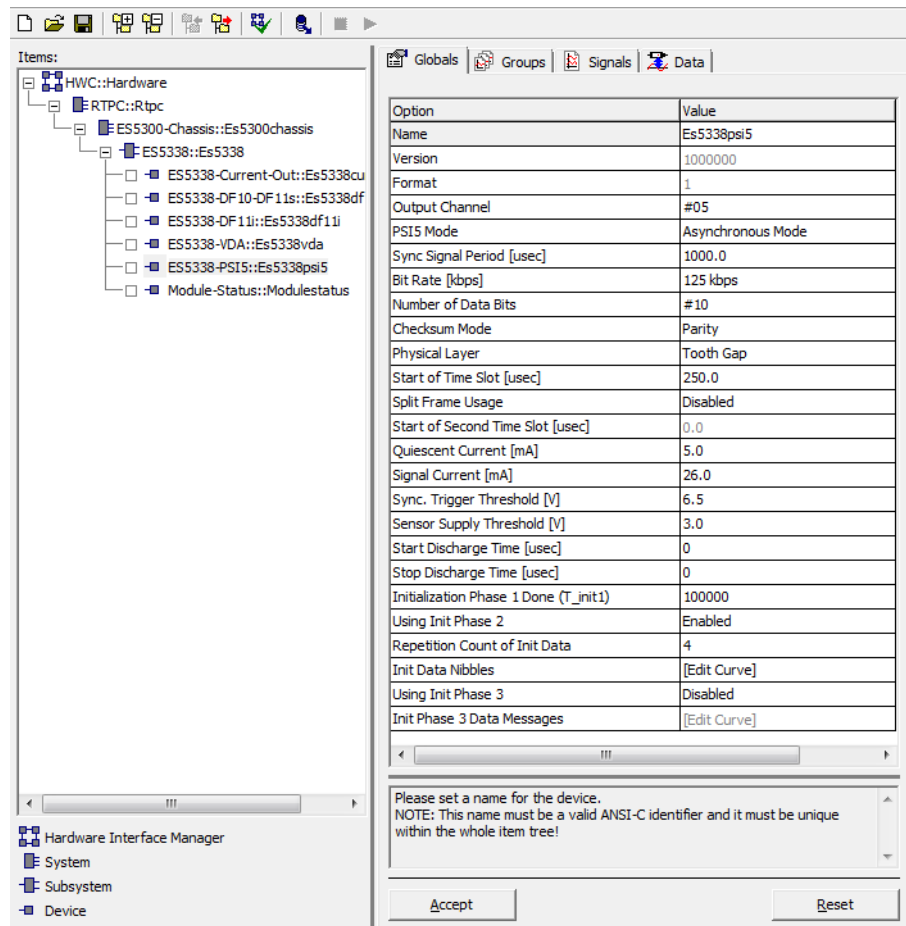 Items:
HWC::Hardware
RTPC::Rtpc
ES5300-Chassis::Es5300chassis
ES5338::Es5338
ES5338-Current-Out::Es5338cu
ES5338-DF10-DF11s::Es5338df
ES5338-DF11i::Es5338df11i
ES5338-VDA::Es5338vda
ES5338-PSI5::Es5338psi5
Module-Status::Modulestatus
Hardware Interface Manager
System
Subsystem
Device
Globals Groups Signals Data
Option Value
Name Es5338psi5
Version 1000000
Format 1
Output Channel #05
PSI5 Mode Asynchronous Mode
Sync Signal Period [usec] 1000.0
Bit Rate [kbps] 125 kbps
Number of Data Bits #10
Checksum Mode Parity
Physical Layer Tooth Gap
Start of Time Slot [usec] 250.0
Split Frame Usage Disabled
Start of Second Time Slot [usec] 0.0
Quiescent Current [mA] 5.0
Signal Current [mA] 26.0
Sync. Trigger Threshold [V] 6.5
Sensor Supply Threshold [V] 3.0
Start Discharge Time [usec] 0
Stop Discharge Time [usec] 0
Initialization Phase 1 Done (T_init1) 100000
Using Init Phase 2 Enabled
Repetition Count of Init Data 4
Init Data Nibbles [Edit Curve]
Using Init Phase 3 Disabled
Init Phase 3 Data Messages [Edit Curve]
Please set a name for the device.
NOTE: This name must be a valid ANSI-C identifier and it must be unique
within the whole item tree!
Accept Reset